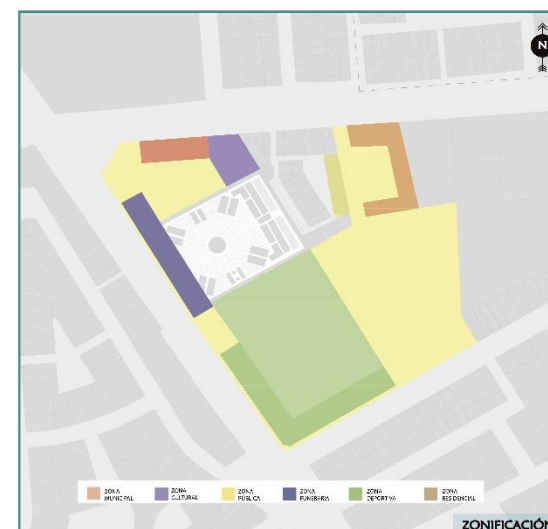 N
ZONA
MUNICIPAL
ZONA
CULTURAL
ZONA
PÚBLICA
ZONA
FUNERARIA
ZONA
DEPORTIVA
ZONA
RESIDENCIAL
ZONIFICACIÓN